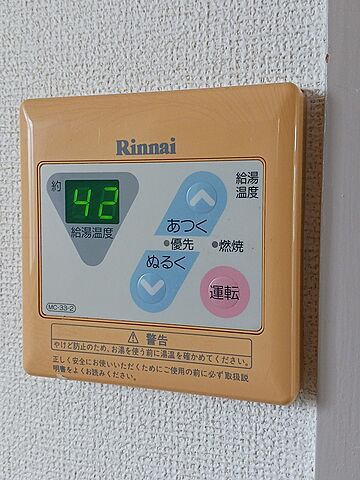 Rinnai
約
42
給湯温度
給湯
温度
あつく
優先
燃焼
ぬるく
運転
MC-33-2
警告
やけど防止のため、お湯を使う前に湯温を確かめてください。
正しく安全にお使いいただくためにご使用の前に必ず取扱説
明書をよくお読みください。